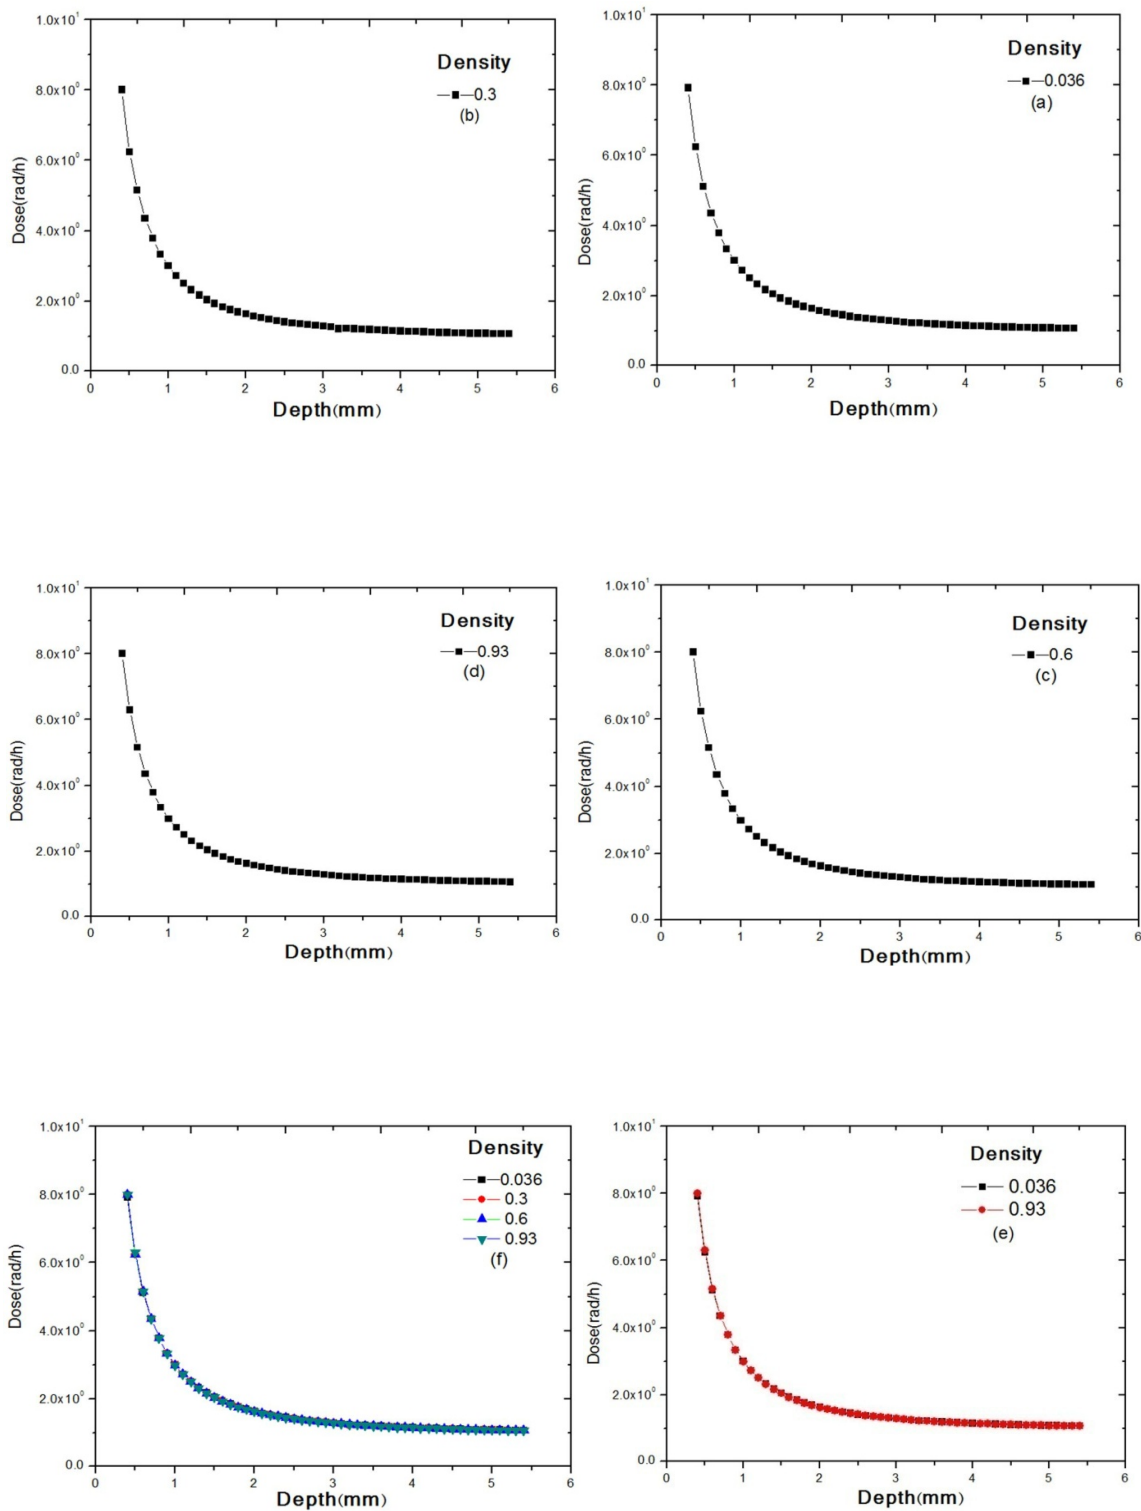 1.0x10¹
8.0x10⁰
6.0x10⁰
4.0x10⁰
2.0x10⁰
0.0
Dose(rad/h)
Density
0.3
(b)
0 1 2 3 4 5 6
Depth(mm)
1.0x10¹
8.0x10⁰
6.0x10⁰
4.0x10⁰
2.0x10⁰
0.0
Dose(rad/h)
Density
0.036
(a)
0 1 2 3 4 5 6
Depth(mm)
1.0x10¹
8.0x10⁰
6.0x10⁰
4.0x10⁰
2.0x10⁰
0.0
Dose(rad/h)
Density
0.93
(d)
0 1 2 3 4 5 6
Depth(mm)
1.0x10¹
8.0x10⁰
6.0x10⁰
4.0x10⁰
2.0x10⁰
0.0
Dose(rad/h)
Density
0.6
(c)
0 1 2 3 4 5 6
Depth(mm)
1.0x10¹
8.0x10⁰
6.0x10⁰
4.0x10⁰
2.0x10⁰
0.0
Dose(rad/h)
Density
0.036
0.3
0.6
0.93
(f)
0 1 2 3 4 5 6
Depth(mm)
1.0x10¹
8.0x10⁰
6.0x10⁰
4.0x10⁰
2.0x10⁰
0.0
Dose(rad/h)
Density
0.036
0.93
(e)
0 1 2 3 4 5 6
Depth(mm)